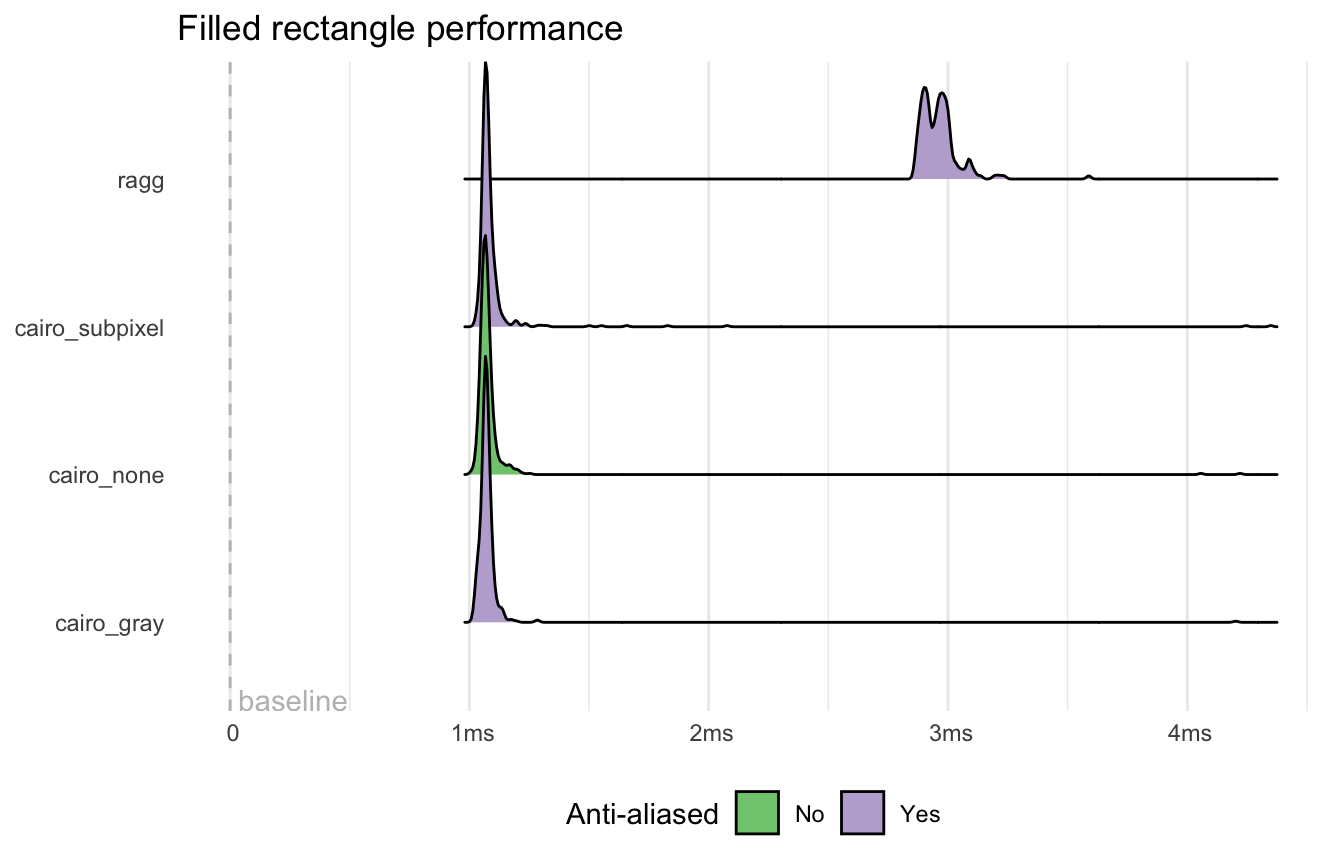 Filled rectangle performance
ragg
cairo_subpixel
cairo_none
cairo_gray
baseline
0 1ms 2ms 3ms 4ms
Anti-aliased No Yes